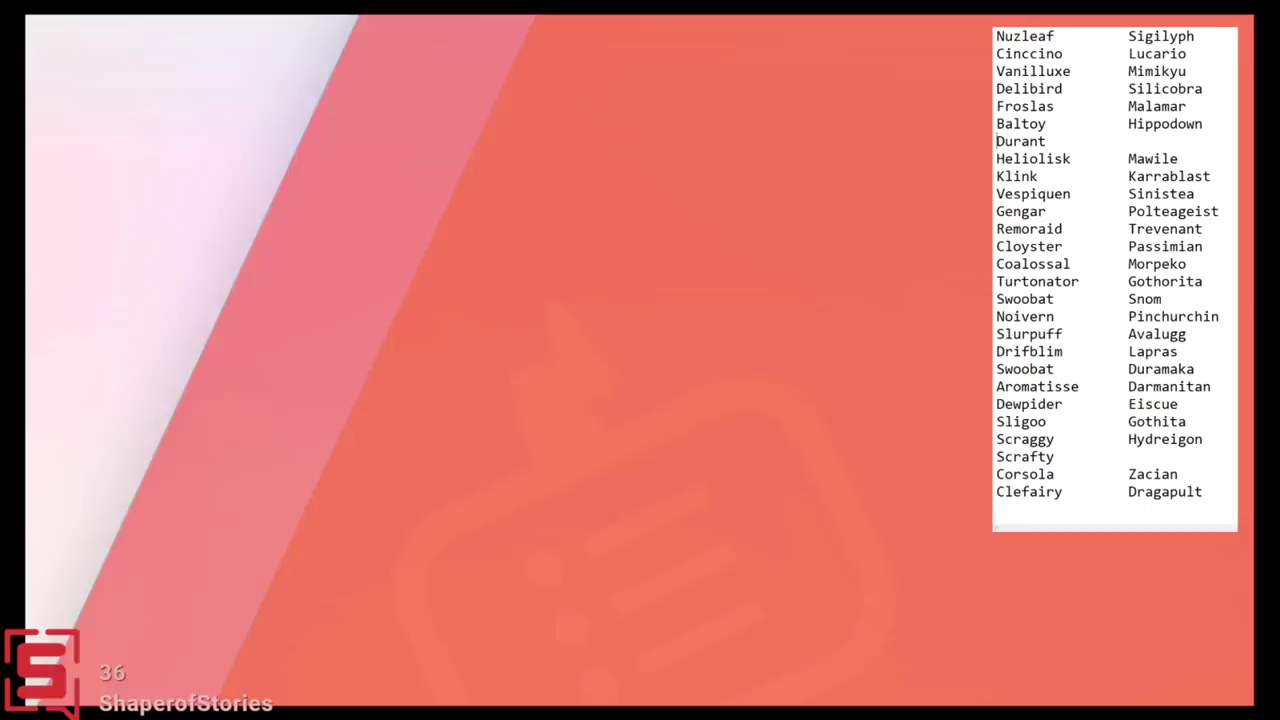 Nuzleaf Sigilyph
Cinccino Lucario
Vanilluxe Mimikyu
Delibird Silicobra
Froslas Malamar
Baltoy Hippodown
Durant
Heliolisk Mawile
Klink Karrablast
Vespiquen Sinistea
Gengar Polteageist
Remoraid Trevenant
Cloyster Passimian
Coalossal Morpeko
Turtonator Gothorita
Swoobat Snom
Noivern Pinchurchin
Slurpuff Avalugg
Drifblim Lapras
Swoobat Duramaka
Aromatisse Darmanitan
Dewpider Eiscue
Sligoo Gothita
Scraggy Hydreigon
Scrafty
Corsola Zacian
Clefairy Dragapult
S
36
ShaperofStories